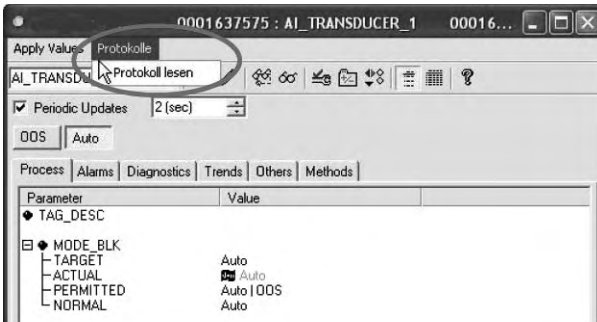 0001637575 : AI_TRANSDUCER_1 00016...
Apply Values Protokolle
AI_TRANSDU
Protokoll lesen
Periodic Updates 2 (sec)
OOS Auto
Process Alarms Diagnostics Trends Others Methods
Parameter Value
TAG_DESC
MODE_BLK
TARGET Auto
ACTUAL Auto
PERMITTED Auto | OOS
NORMAL Auto